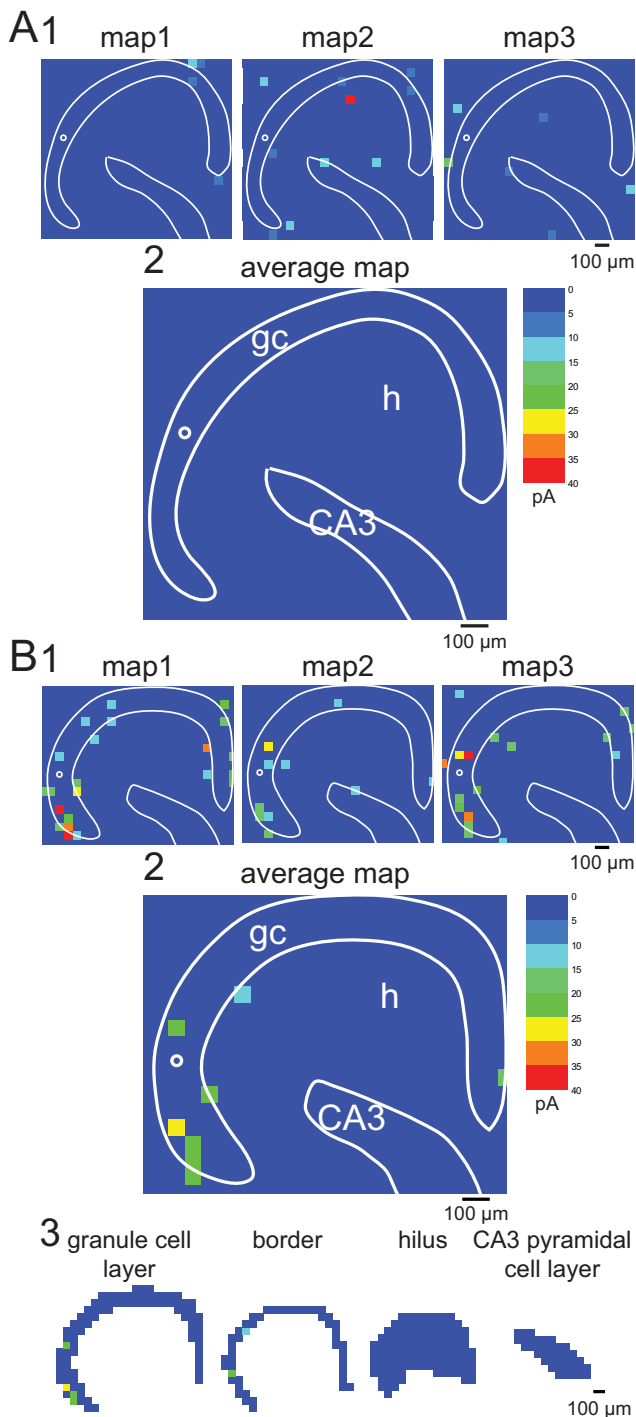 A1
map1 map2 map3
100 µm
2
average map
gc
h
CA3
0
5
10
15
20
25
30
35
40
pA
100 µm
B1
map1 map2 map3
100 µm
2
average map
gc
h
CA3
0
5
10
15
20
25
30
35
40
pA
100 µm
3
granule cell
layer
border
hilus
CA3 pyramidal
cell layer
100 µm